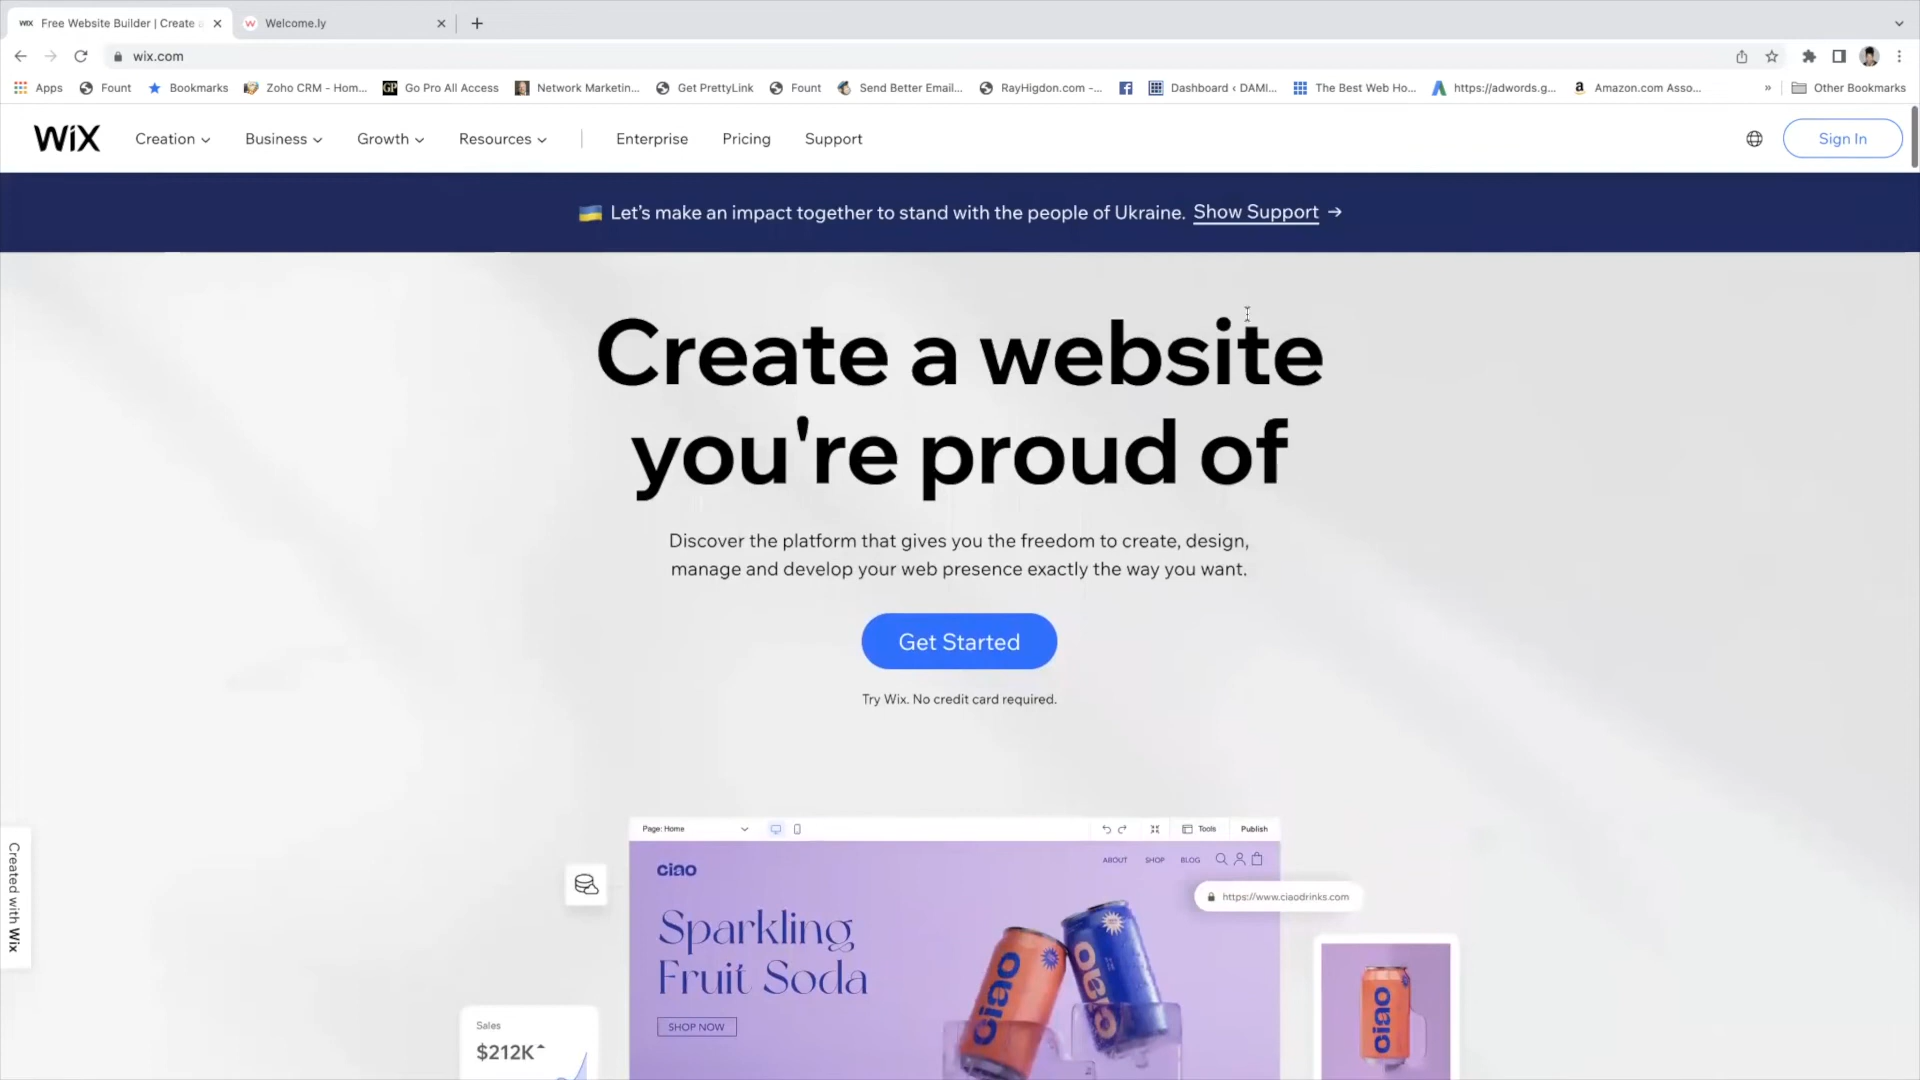 WiX Free Website Builder | Create a
W Welcome.ly
wix.com
Apps Fount Bookmarks Zoho CRM - Hom... GP Go Pro All Access Network Marketin... Get PrettyLink Fount Send Better Email... RayHigdon.com -... Dashboard ‹ DAMI... The Best Web Ho... https://adwords.g... Amazon.com Asso... » Other Bookmarks
WiX Creation Business Growth Resources Enterprise Pricing Support Sign In
Let's make an impact together to stand with the people of Ukraine. Show Support →
Create a website
you're proud of
Discover the platform that gives you the freedom to create, design,
manage and develop your web presence exactly the way you want.
Get Started
Try Wix. No credit card required.
Page: Home Tools Publish
ciao ABOUT SHOP BLOG
https://www.ciaodrinks.com
Sparkling
Fruit Soda
SHOP NOW
ciao
ciao
ciao
Sales
$212K
Created with Wix